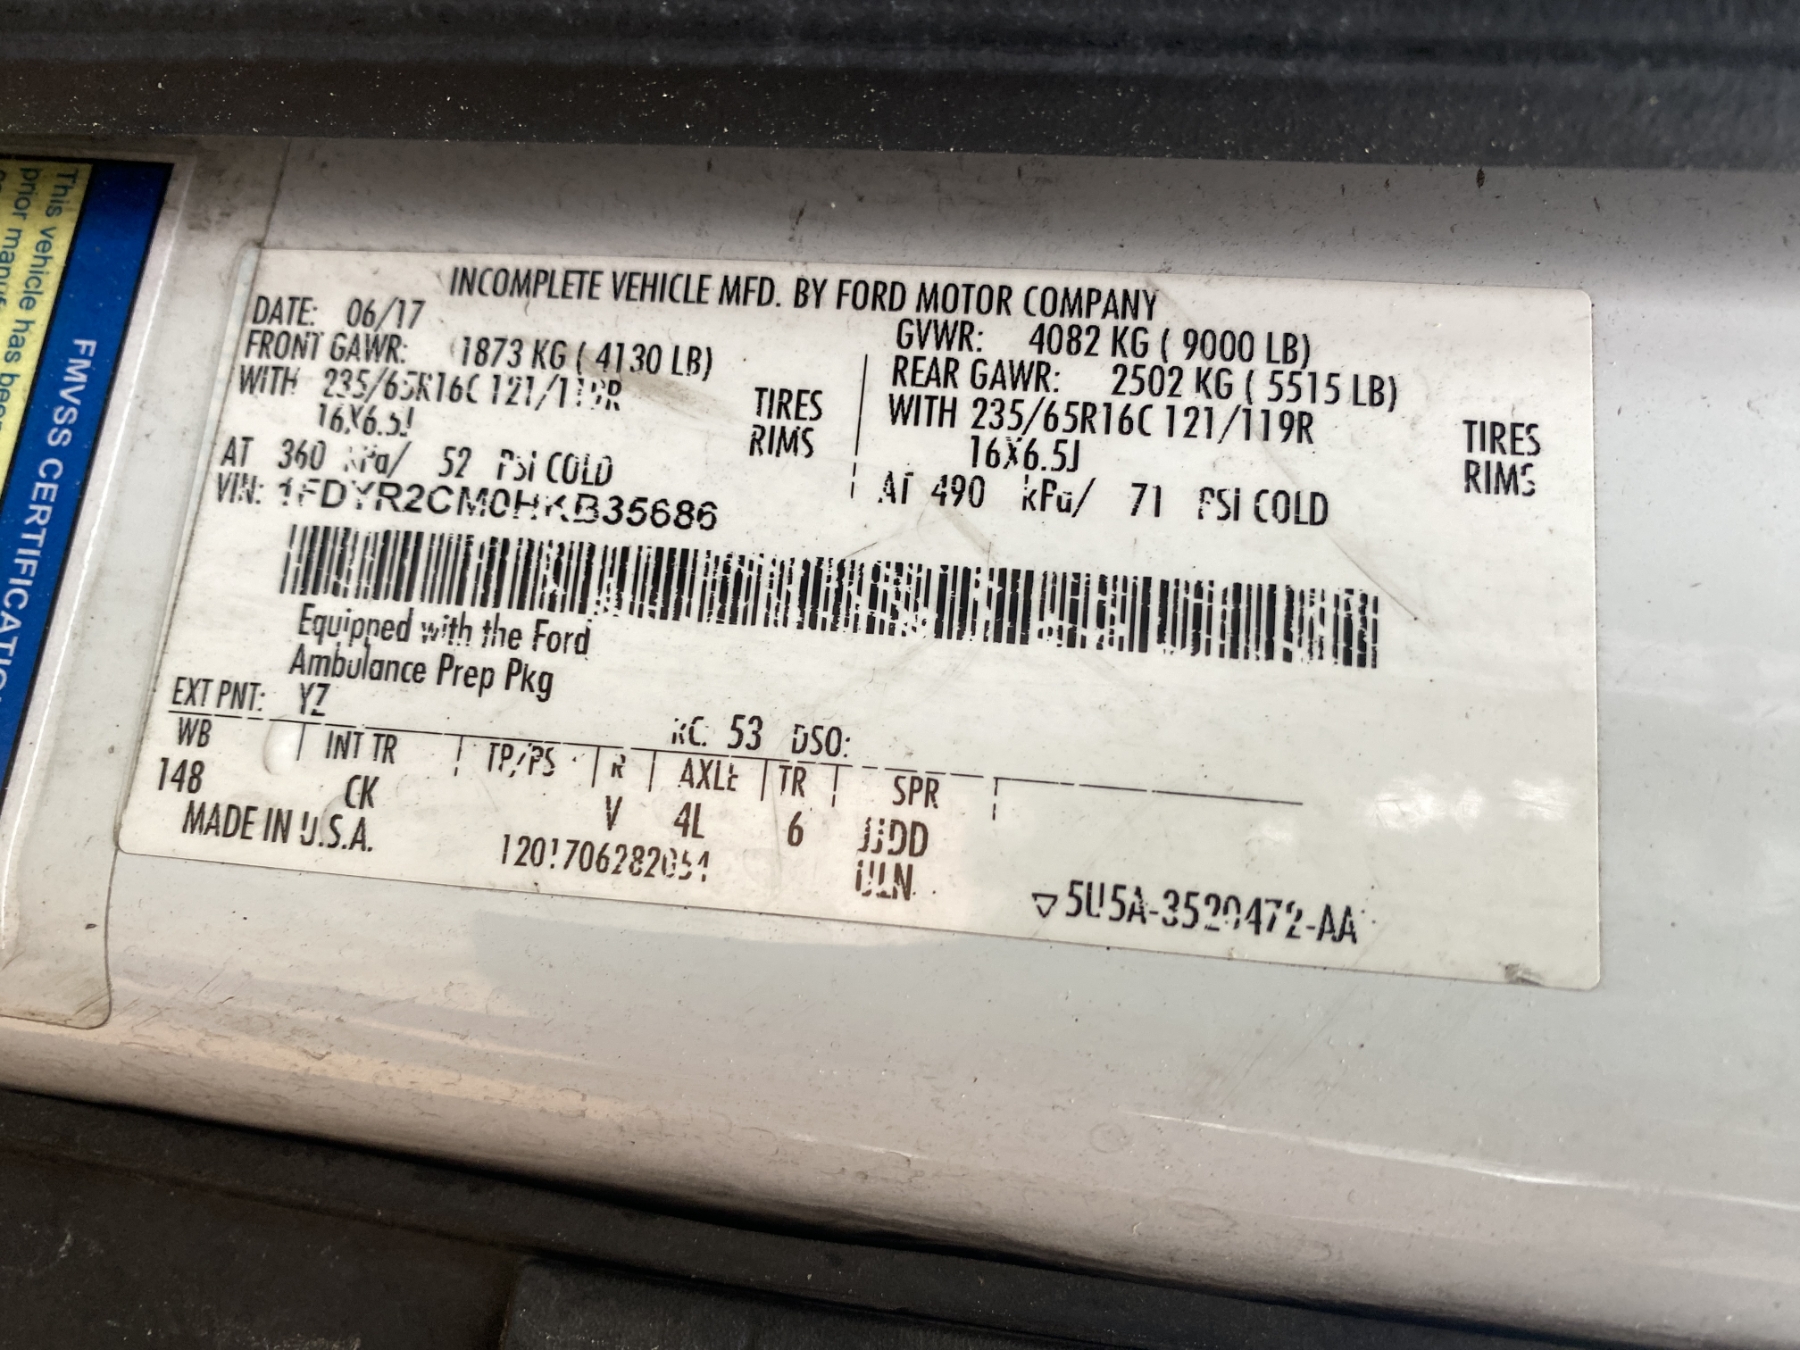 This vehicle has been
prior manuf
FMVSS CERTIFICATION
INCOMPLETE VEHICLE MFD. BY FORD MOTOR COMPANY
DATE: 06/17 GVWR: 4082 KG ( 9000 LB)
FRONT GAWR: 1873 KG ( 4130 LB) REAR GAWR: 2502 KG ( 5515 LB)
WITH 235/65R16C 121/119R TIRES WITH 235/65R16C 121/119R TIRES
16X6.5J RIMS 16X6.5J RIMS
AT 360 kPa/ 52 PSI COLD AT 490 kPa/ 71 PSI COLD
VIN: 1FDYR2CM0HKB35686
Equipped with the Ford
Ambulance Prep Pkg
EXT PNT: YZ RC: 53 DSO:
WB INT TR TP/PS R AXLE TR SPR
148 CK V 4L 6 JJDD
MADE IN U.S.A. 1201706282054 ULN
▽5U5A-3520472-AA